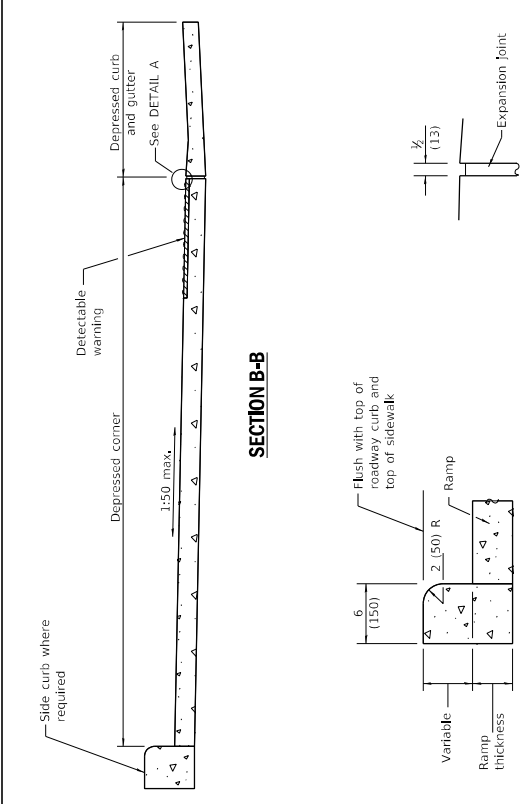 Side curb where
required
Depressed corner
1:50 max.
Detectable
warning
Depressed curb
and gutter
See DETAIL A
SECTION B-B
Variable
Ramp
thickness
6
(150)
2 (50) R
Flush with top of
roadway curb and
top of sidewalk
Ramp
½
(13)
Expansion joint